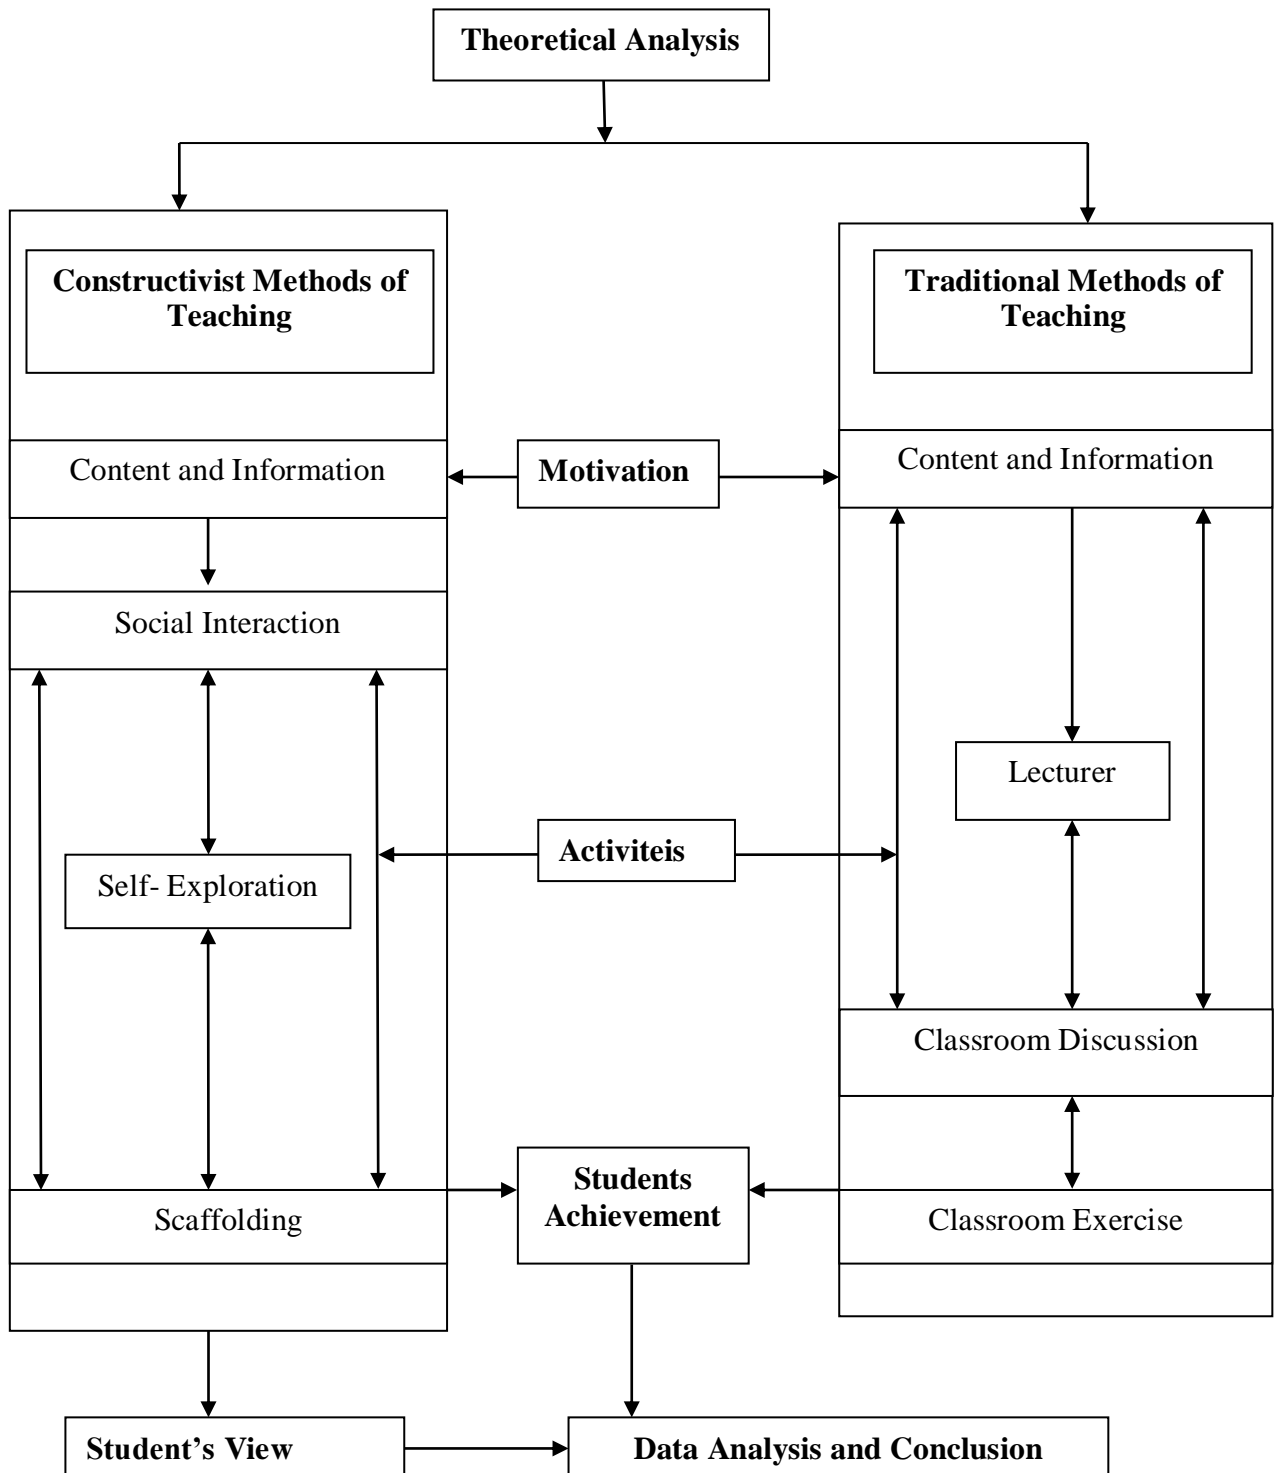 Theoretical Analysis
Constructivist Methods of
Teaching
Traditional Methods of
Teaching
Content and Information
Motivation
Content and Information
Social Interaction
Lecturer
Activiteis
Self- Exploration
Classroom Discussion
Students
Achievement
Scaffolding
Classroom Exercise
Student’s View
Data Analysis and Conclusion